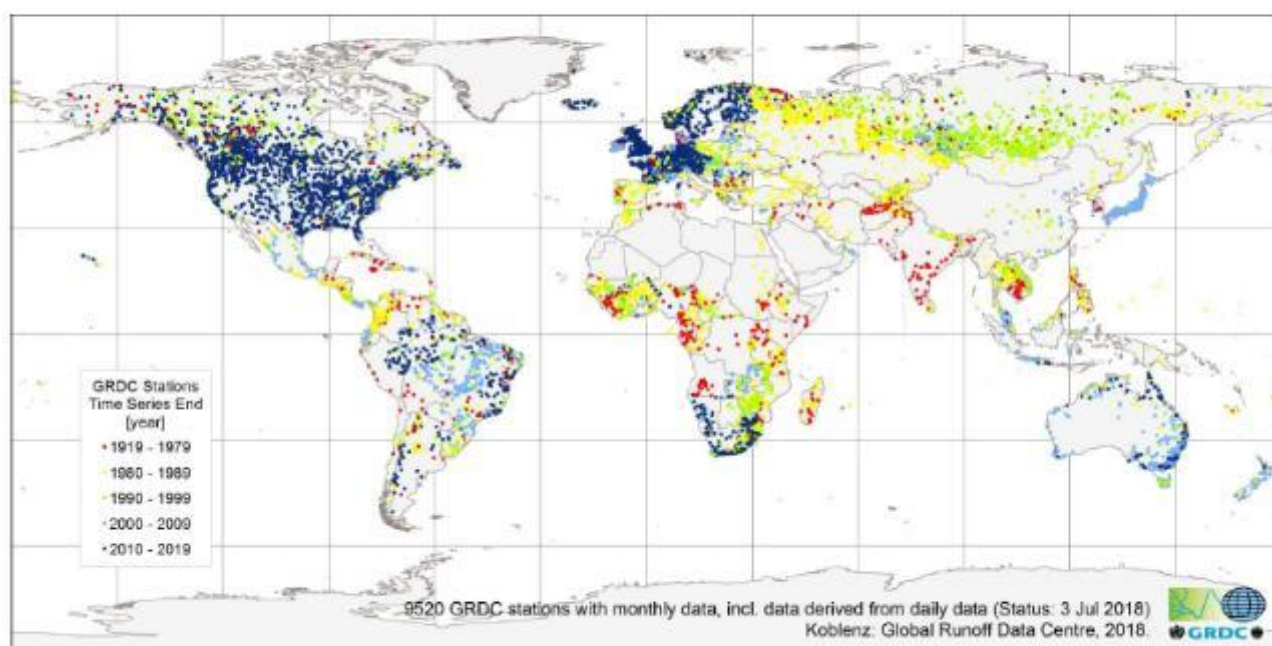 GRDC Stations
Time Series End
[year]
1919 - 1979
1980 - 1989
1990 - 1999
2000 - 2009
2010 - 2019
9520 GRDC stations with monthly data, incl. data derived from daily data (Status: 3 Jul 2018)
Koblenz: Global Runoff Data Centre, 2018.
GRDC